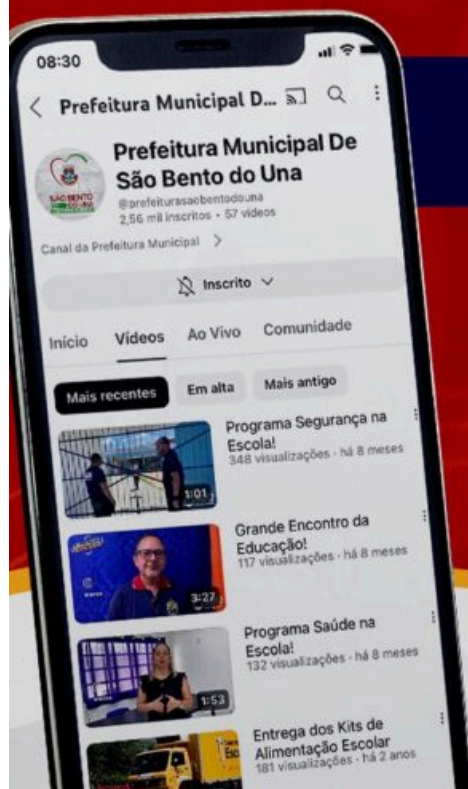 08:30
Prefeitura Municipal D...
Prefeitura Municipal De
São Bento do Una
@prefeiturasaobentodouna
2,56 mil inscritos • 57 vídeos
Canal da Prefeitura Municipal >
SÃO BENTO
DO UNA
Inscrito
Início Vídeos Ao Vivo Comunidade
Mais recentes Em alta Mais antigo
Programa Segurança na
Escola!
348 visualizações · há 8 meses
1:01
Grande Encontro da
Educação!
117 visualizações · há 8 meses
3:27
Programa Saúde na
Escola!
132 visualizações · há 8 meses
1:53
Entrega dos Kits de
Alimentação Escolar
181 visualizações · há 2 anos